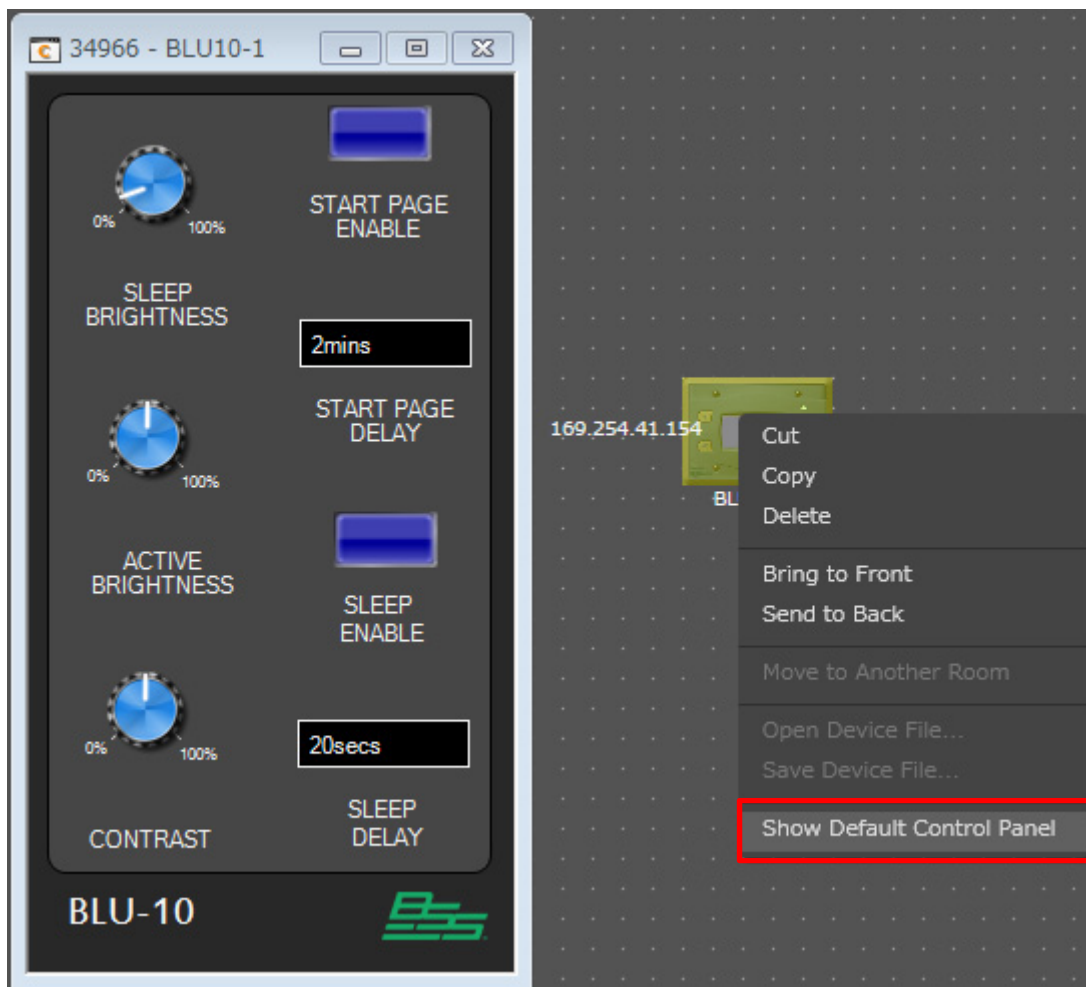 34966 - BLU10-1
0%
100%
SLEEP
BRIGHTNESS
START PAGE
ENABLE
2mins
START PAGE
DELAY
0%
100%
ACTIVE
BRIGHTNESS
SLEEP
ENABLE
0%
100%
CONTRAST
20secs
SLEEP
DELAY
BLU-10
BSS
169.254.41.154
BL
Cut
Copy
Delete
Bring to Front
Send to Back
Move to Another Room
Open Device File...
Save Device File...
Show Default Control Panel